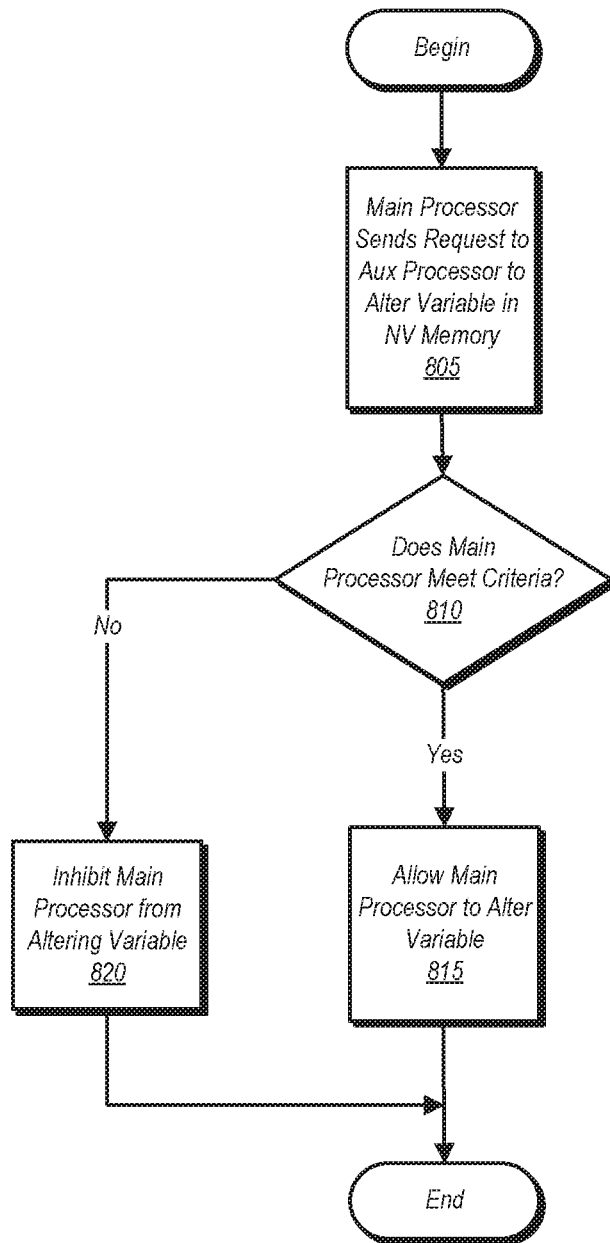 Begin
Main Processor
Sends Request to
Aux Processor to
Alter Variable in
NV Memory
805
Does Main
Processor Meet Criteria?
810
No
Yes
Inhibit Main
Processor from
Altering Variable
820
Allow Main
Processor to Alter
Variable
815
End